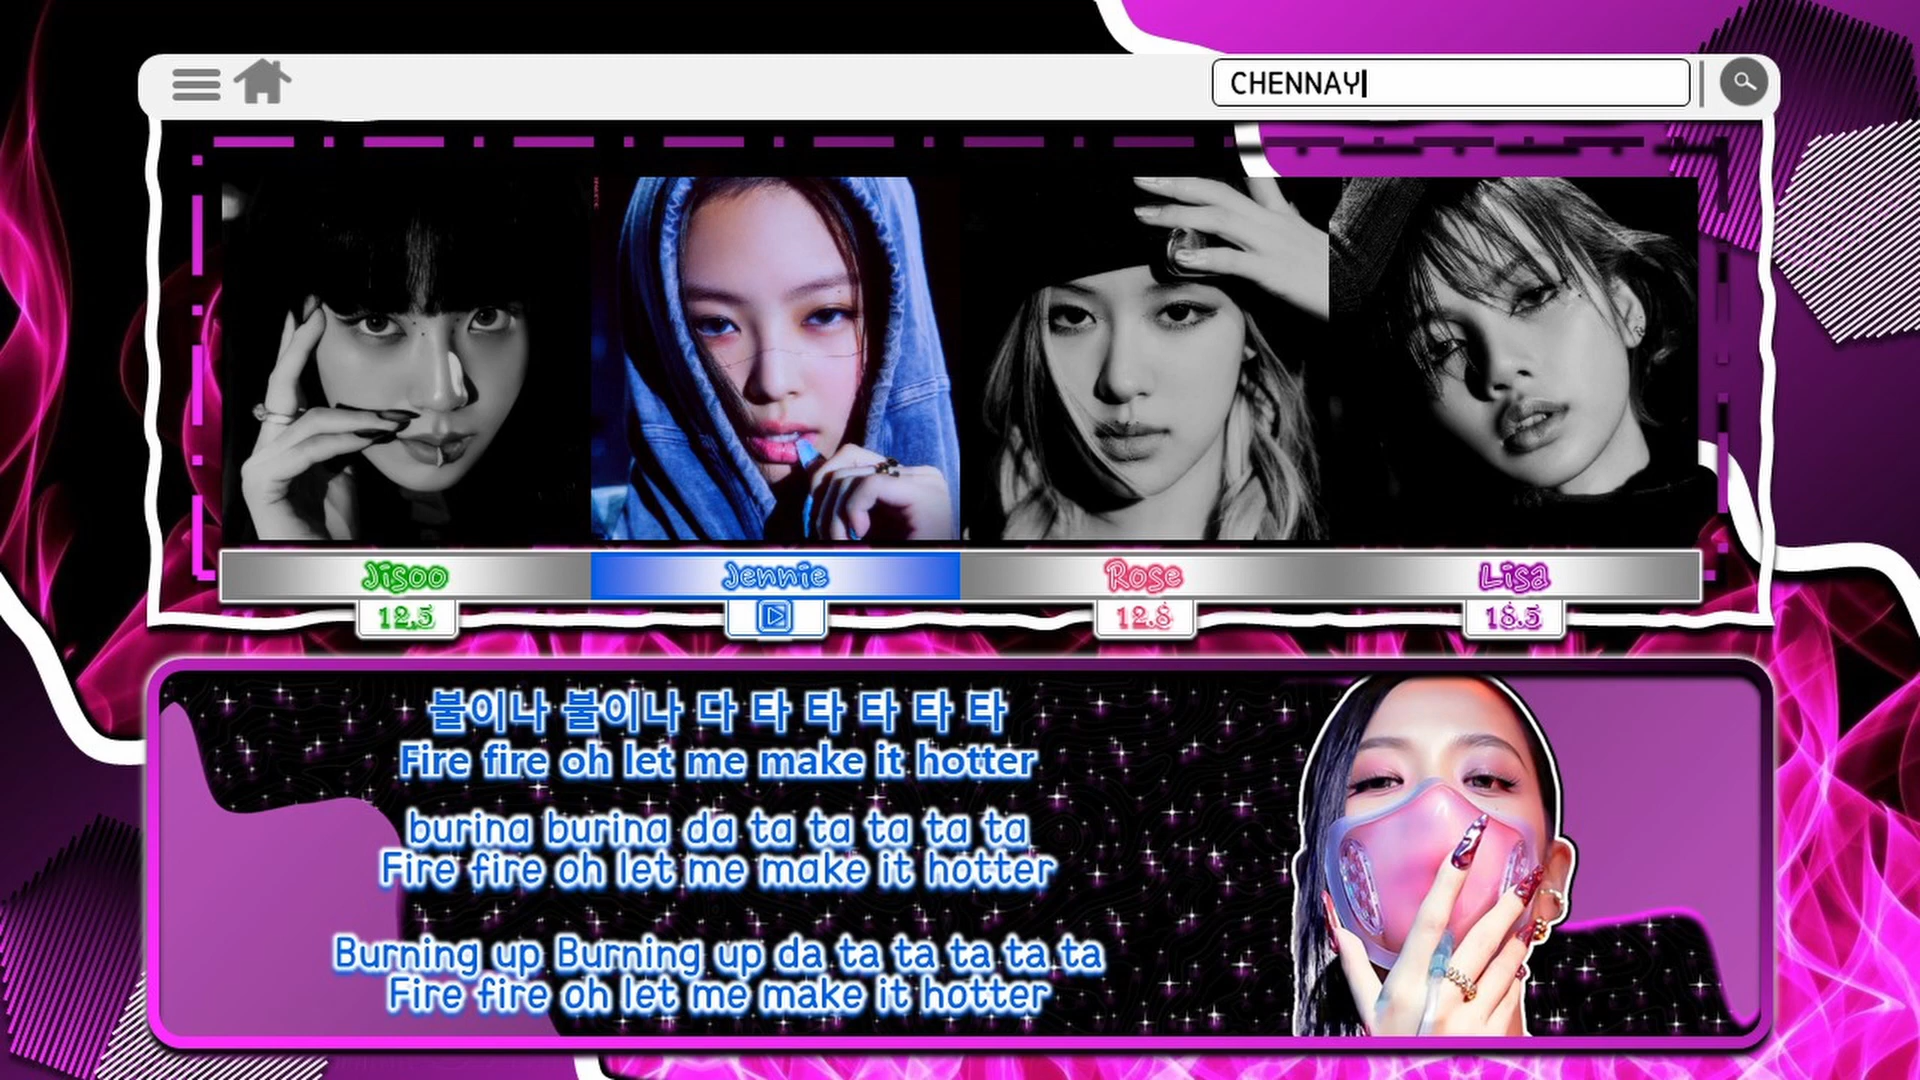 CHENNAY
Jisoo
Jennie
Rose
Lisa
12,5
12.8
18.5
불이나 불이나 다 타 타 타 타 타
Fire fire oh let me make it hotter
burina burina da ta ta ta ta ta
Fire fire oh let me make it hotter
Burning up Burning up da ta ta ta ta ta
Fire fire oh let me make it hotter